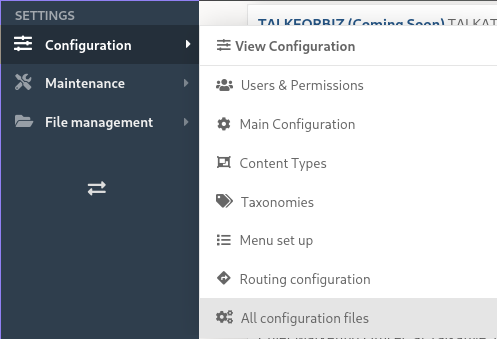 SETTINGS
Configuration
Maintenance
File management
TALKFORBIZ (Coming Soon) TALKAT
View Configuration
Users & Permissions
Main Configuration
Content Types
Taxonomies
Menu set up
Routing configuration
All configuration files